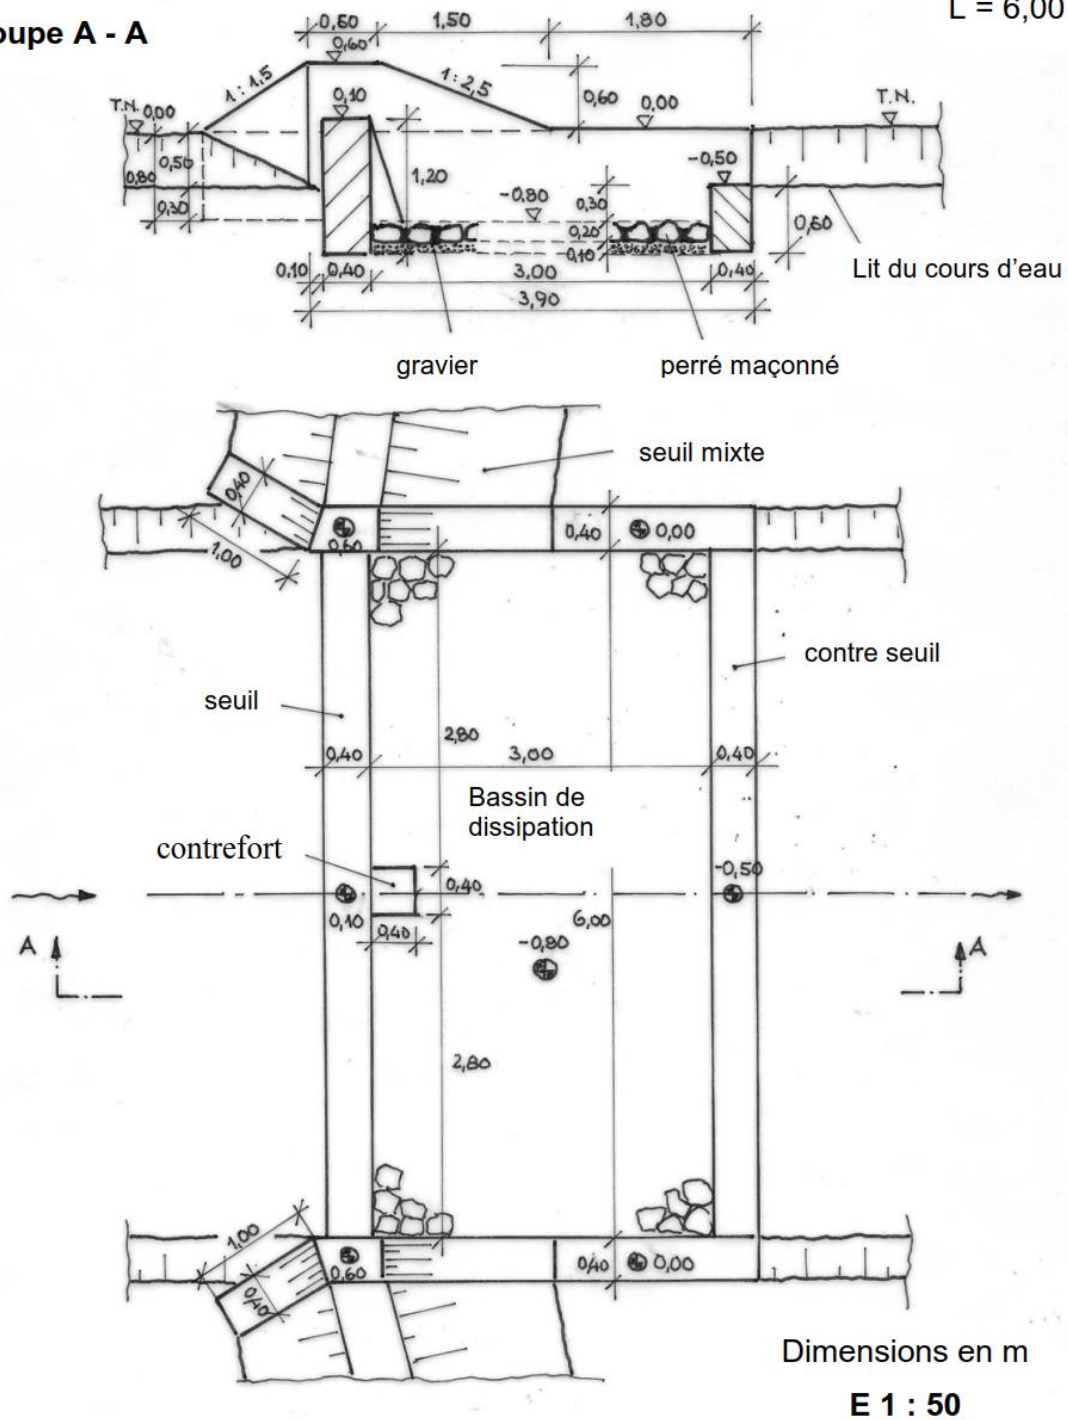 oupe A - A
L = 6,00
0,60 1,50 1,80
0,60
1:1,5
1:2,5
T.N. 0,00
0,10
0,60
0,00
T.N.
0,50
0,80
0,30
1,20
-0,80
-0,50
0,30
0,20
0,10
0,60
0,10 0,40 3,00 0,40
3,90
Lit du cours d'eau
gravier
perré maçonné
seuil mixte
0,40
1,00
0,60
0,40
0,00
contre seuil
seuil
2,80
0,40 3,00 0,40
Bassin de
dissipation
contrefort
-0,50
0,40
0,10
0,40
6,00
A
-0,80
A
2,80
1,00
0,40
0,60
0,40
0,00
Dimensions en m
E 1 : 50